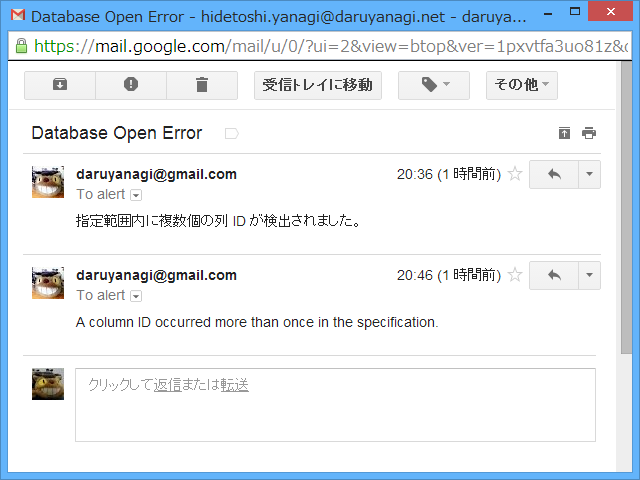 Database Open Error - hidetoshi.yanagi@daruyanagi.net - daruya...
https://mail.google.com/mail/u/0/?ui=2&view=btop&ver=1pxvtfa3uo81z&
受信トレイに移動
その他
Database Open Error
daruyanagi@gmail.com
20:36 (1 時間前)
To alert
指定範囲内に複数個の列 ID が検出されました。
daruyanagi@gmail.com
20:46 (1 時間前)
To alert
A column ID occurred more than once in the specification.
クリックして返信または転送